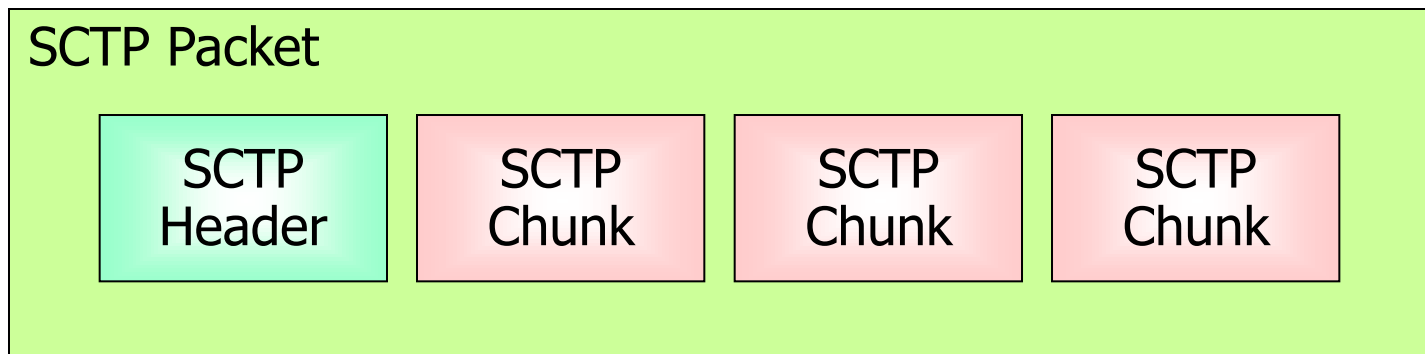 SCTP Packet
SCTP
Header
SCTP
Chunk
SCTP
Chunk
SCTP
Chunk